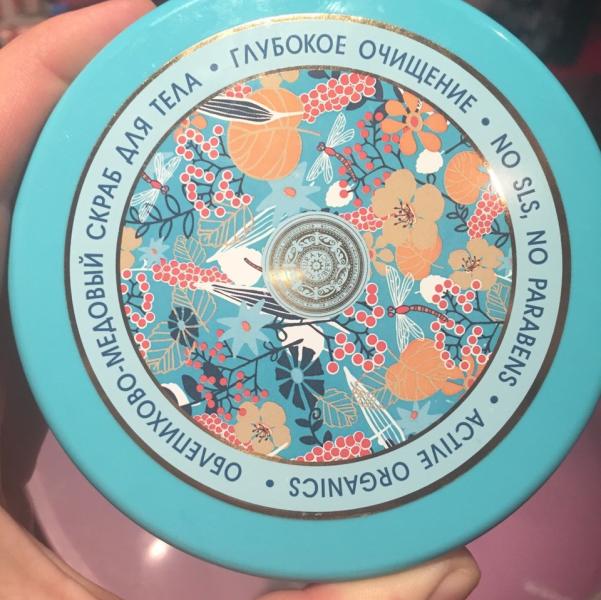 ОБЛЕПИХОВО-МЕДОВЫЙ СКРАБ ДЛЯ ТЕЛА • ГЛУБОКОЕ ОЧИЩЕНИЕ • NO SLS, NO PARABENS • ACTIVE ORGANICS •